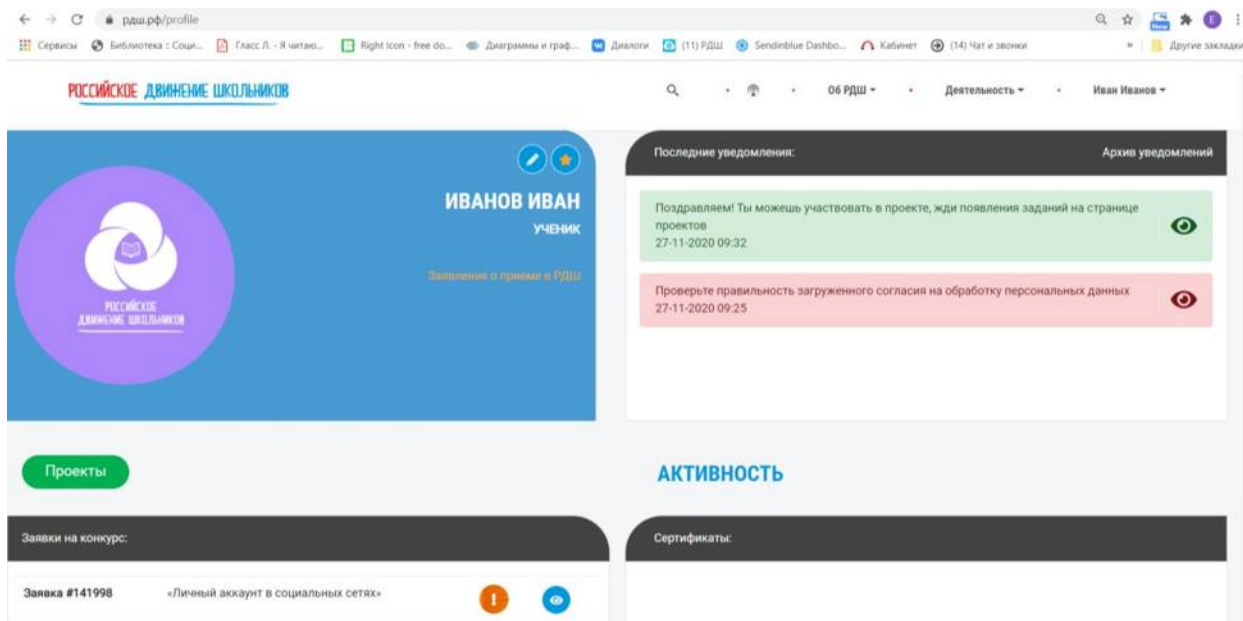 рдш.рф/profile
Сервисы Библиотека :: Соци... Гласс Л. - Я читаю... Right Icon - free do... Диаграммы и граф... Диалоги (11) РДШ Sendinblue Dashbo... Кабинет (14) Чат и звонки » Другие закладки
E
New
РОССИЙСКОЕ ДВИЖЕНИЕ ШКОЛЬНИКОВ
Об РДШ Деятельность Иван Иванов
ИВАНОВ ИВАН
УЧЕНИК
Заявление о приеме в РДШ
РОССИЙСКОЕ
ДВИЖЕНИЕ ШКОЛЬНИКОВ
Последние уведомления: Архив уведомлений
Поздравляем! Ты можешь участвовать в проекте, жди появления заданий на странице
проектов
27-11-2020 09:32
Проверьте правильность загруженного согласия на обработку персональных данных
27-11-2020 09:25
Проекты
АКТИВНОСТЬ
Заявки на конкурс:
Сертификаты:
Заявка #141998 «Личный аккаунт в социальных сетях» !